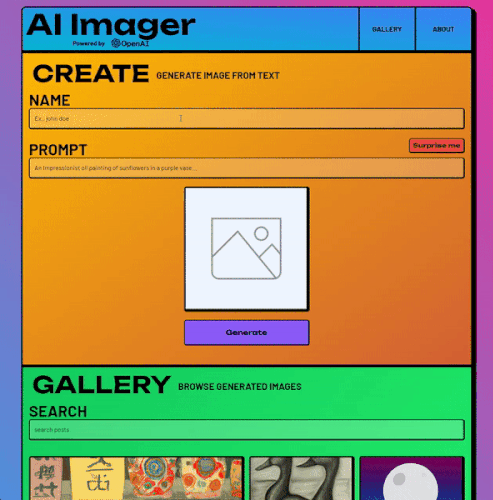 AI Imager
Powered by OpenAI
GALLERY
ABOUT
CREATE GENERATE IMAGE FROM TEXT
NAME
Ex., john doe
PROMPT
Surprise me
An Impressionist oil painting of sunflowers in a purple vase...
Generate
GALLERY BROWSE GENERATED IMAGES
SEARCH
search posts